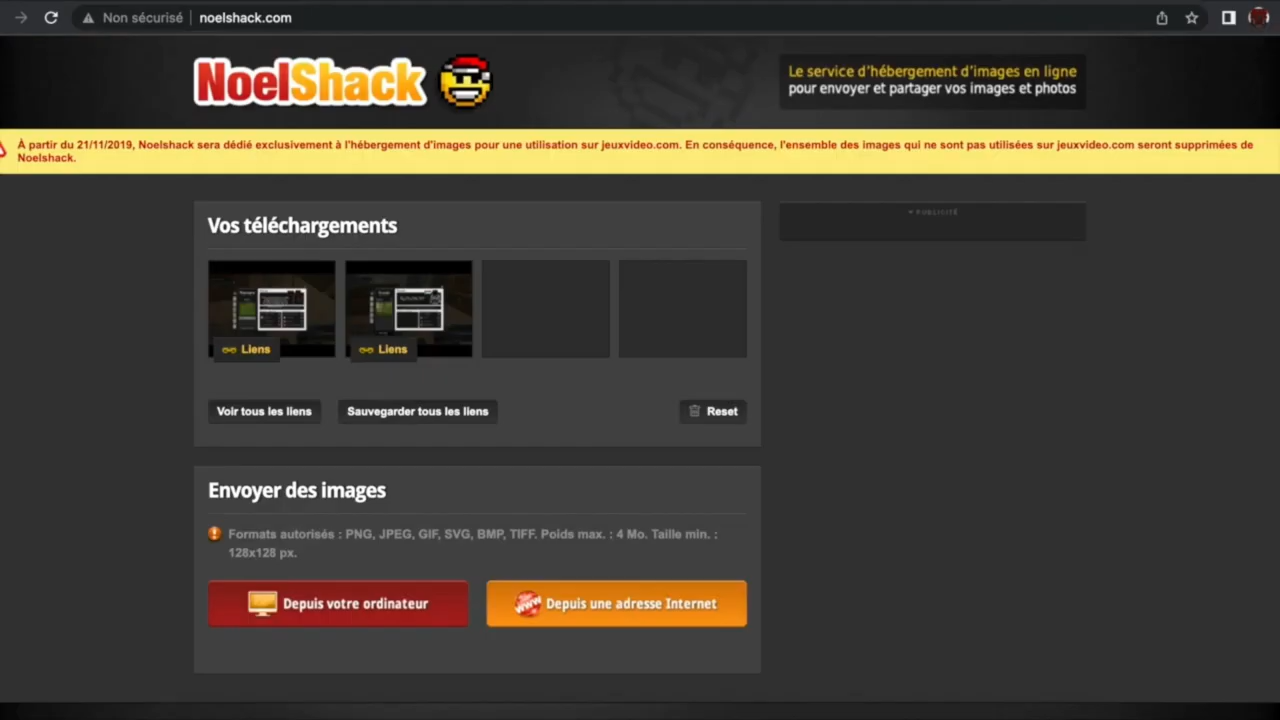 Non sécurisé
noelshack.com
NoelShack
Le service d'hébergement d'images en ligne
pour envoyer et partager vos images et photos
À partir du 21/11/2019, Noelshack sera dédié exclusivement à l'hébergement d'images pour une utilisation sur jeuxvideo.com. En conséquence, l'ensemble des images qui ne sont pas utilisées sur jeuxvideo.com seront supprimées de
Noelshack.
Vos téléchargements
PUBLICITÉ
Liens
Liens
Voir tous les liens
Sauvegarder tous les liens
Reset
Envoyer des images
Formats autorisés : PNG, JPEG, GIF, SVG, BMP, TIFF. Poids max. : 4 Mo. Taille min. :
128x128 px.
Depuis votre ordinateur
WWW
Depuis une adresse Internet